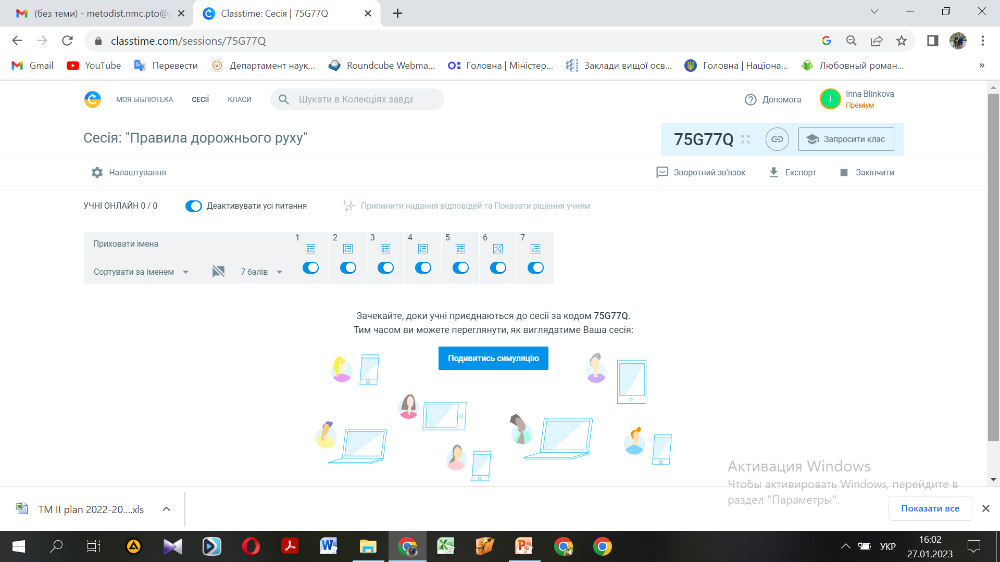 (без теми) - metodist.nmc.pto@g
Classtime: Сесія | 75G77Q
classtime.com/sessions/75G77Q
Gmail
YouTube
Перевести
Департамент наук...
Roundcube Webma...
Головна | Міністер...
Заклади вищої осв...
Головна | Націона...
Любовный роман...
»
МОЯ БІБЛІОТЕКА
СЕСІЇ
КЛАСИ
Шукати в Колекціях завда
Допомога
I
Inna Blinkova
Преміум
Сесія: "Правила дорожнього руху"
75G77Q
Запросити клас
Налаштування
Зворотний зв'язок
Експорт
Закінчити
УЧНІ ОНЛАЙН 0 / 0
Деактивувати усі питання
Припинити надання відповідей та Показати рішення учням
Приховати імена
1 2 3 4 5 6 7
Сортувати за іменем
7 балів
Зачекайте, доки учні приєднаються до сесії за кодом 75G77Q.
Тим часом ви можете переглянути, як виглядатиме Ваша сесія:
Подивитись симуляцію
Активация Windows
Чтобы активировать Windows, перейдите в
раздел "Параметры".
TM II plan 2022-20....xls
Показати все
УКР
16:02
27.01.2023